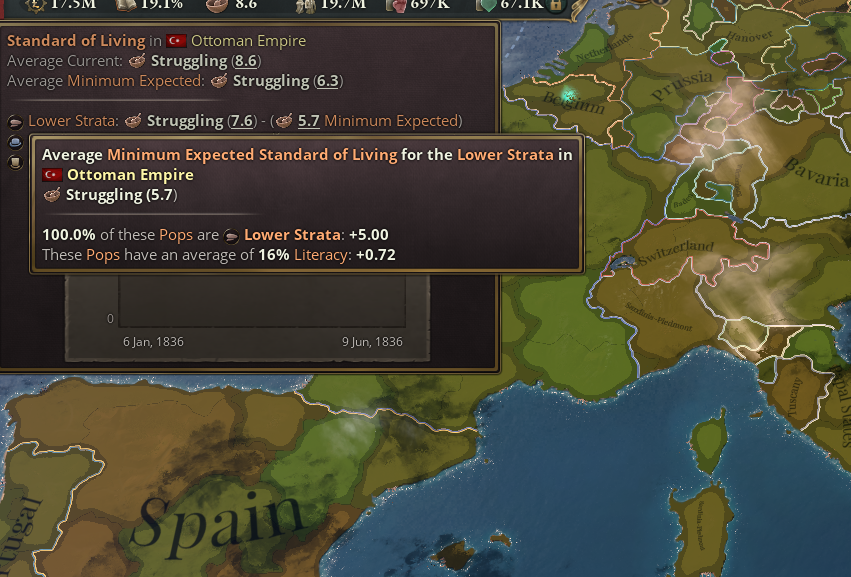 17.5M 19.1% 8.6 19.7M 697K 67.1K
Standard of Living in Ottoman Empire
Average Current: Struggling (8.6)
Average Minimum Expected: Struggling (6.3)
Lower Strata: Struggling (7.6) - ( 5.7 Minimum Expected)
Average Minimum Expected Standard of Living for the Lower Strata in
Ottoman Empire
Struggling (5.7)
100.0% of these Pops are Lower Strata: +5.00
These Pops have an average of 16% Literacy: +0.72
0
6 Jan, 1836 9 Jun, 1836
Netherlands
Hanover
Prussia
Belgium
Bavaria
Baden
Switzerland
Sardinia-Piedmont
Tuscany
Papal States
Sardinia-Piedmont
Spain
rtugal